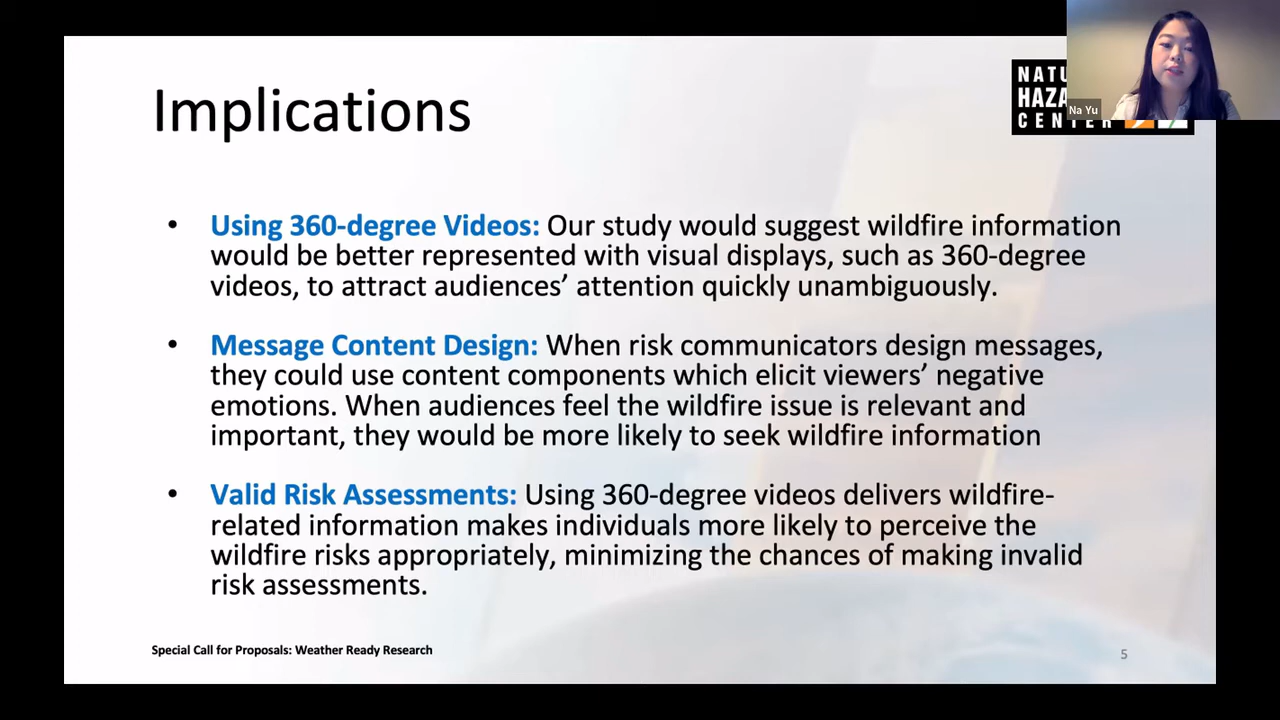 Implications
NATU
HAZA
CENTER
Na Yu
• Using 360-degree Videos: Our study would suggest wildfire information
would be better represented with visual displays, such as 360-degree
videos, to attract audiences’ attention quickly unambiguously.
• Message Content Design: When risk communicators design messages,
they could use content components which elicit viewers’ negative
emotions. When audiences feel the wildfire issue is relevant and
important, they would be more likely to seek wildfire information
• Valid Risk Assessments: Using 360-degree videos delivers wildfire-
related information makes individuals more likely to perceive the
wildfire risks appropriately, minimizing the chances of making invalid
risk assessments.
Special Call for Proposals: Weather Ready Research
5